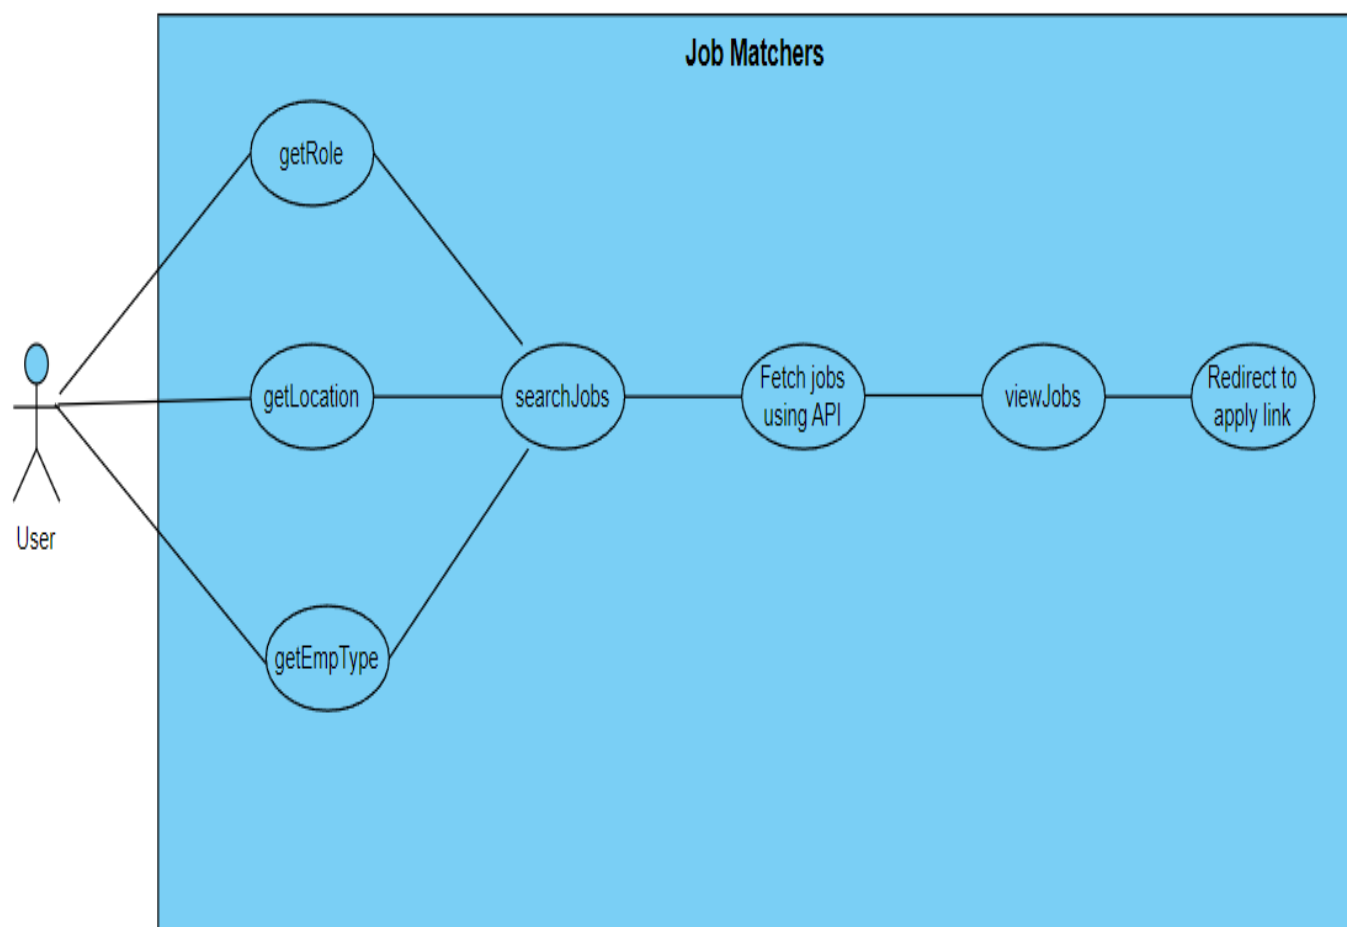 Job Matchers
getRole
getLocation
searchJobs
Fetch jobs
using API
viewJobs
Redirect to
apply link
User
getEmpType